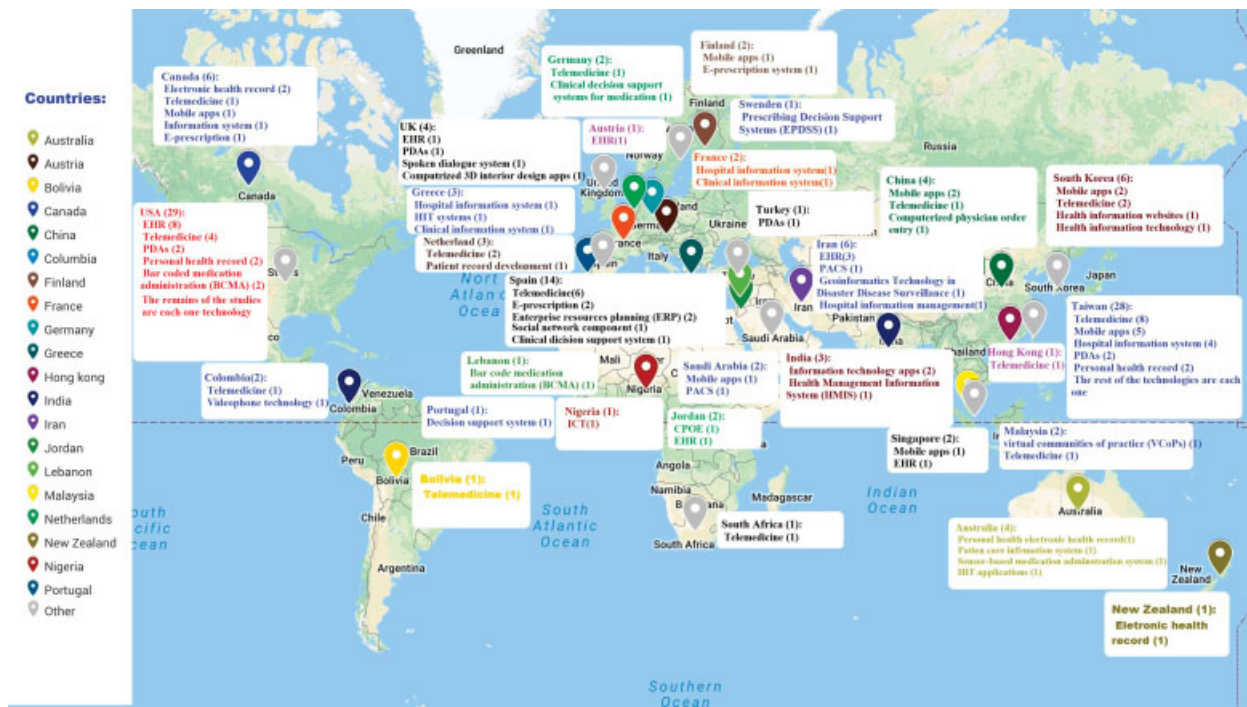 Countries:
Australia
Austria
Bolivia
Canada
China
Columbia
Finland
France
Germany
Greece
Hong kong
India
Iran
Jordan
Lebanon
Malaysia
Netherlands
New Zealand
Nigeria
Portugal
Other
Greenland
Canada (6):
Electronic health record (2)
Telemedicine (1)
Mobile apps (1)
Information system (1)
E-prescription (1)
Canada
USA (29):
EHR (8)
Telemedicine (4)
PDAs (2)
Personal health record (2)
Bar coded medication
administration (BCMA) (2)
The remains of the studies
are each one technology
Germany (2):
Telemedicine (1)
Clinical decision support
systems for medication (1)
Finland (2):
Mobile apps (1)
E-prescription system (1)
Finland
Swenden (1):
Prescribing Decision Support
Systems (EPDSS) (1)
Austria (1):
EHR(1)
Norway
Russia
UK (4):
EHR (1)
PDAs (1)
Spoken dialogue system (1)
Computrized 3D interior design apps (1)
United
Kingdom
France (2):
Hospital information system(1)
Clinical information system(1)
Greece (3):
Hospital information system (1)
HIT systems (1)
Clinical information system (1)
Ukraine
Italy
Turkey (1):
PDAs (1)
China (4):
Mobile apps (2)
Telemedicine (1)
Computerized physician order
entry (1)
South Korea (6):
Mobile apps (2)
Telemedicine (2)
Health information websites (1)
Health information technology (1)
Netherland (3):
Telemedicine (2)
Patient record development (1)
Iran (6):
EHR(3)
PACS (1)
Geoinformatics Technology in
Disaster Disease Surveillance (1)
Hospital information management(1)
Iran
China
Japan
South Korea
Spain (14):
Telemedicine(6)
E-prescription (2)
Enterprise resources planning (ERP) (2)
Social network component (1)
Clinical dicision support system (1)
Saudi Arabia
Pakistan
Thailand
Taiwan (28):
Telemedicine (8)
Mobile apps (5)
Hospital information system (4)
PDAs (2)
Personal health record (2)
The rest of the technologies are each
one
Hong Kong (1):
Telemedicine (1)
Mali
Nigeria
Lebanon (1):
Bar code medication
administration (BCMA) (1)
Saudi Arabia (2):
Mobile apps (1)
PACS (1)
India (3):
Information technology apps (2)
Health Management Information
System (HMIS) (1)
Colombia(2):
Telemedicine (1)
Videophone technology (1)
Venezuela
Colombia
Portugal (1):
Decision support system (1)
Nigeria (1):
ICT(1)
Jordan (2):
CPOE (1)
EHR (1)
Singnpore (2):
Mobile apps (1)
EHR (1)
Malaysia (2):
virtual communities of practice (VCoPs) (1)
Telemedicine (1)
Peru
Brazil
Bolivia
Bolivia (1):
Telemedicine (1)
Chile
Argentina
South
Atlantic
Ocean
Angola
Namibia
Madagascar
South Africa
South Africa (1):
Telemedicine (1)
Indian
Ocean
Australia
Australia (4):
Personal health electronic health record(1)
Patien care infrmation system (1)
Sensor-based medication adminstration system (1)
HIT applications (1)
New
Zealand
New Zealand (1):
Eletronic health
record (1)
Southern
Ocean